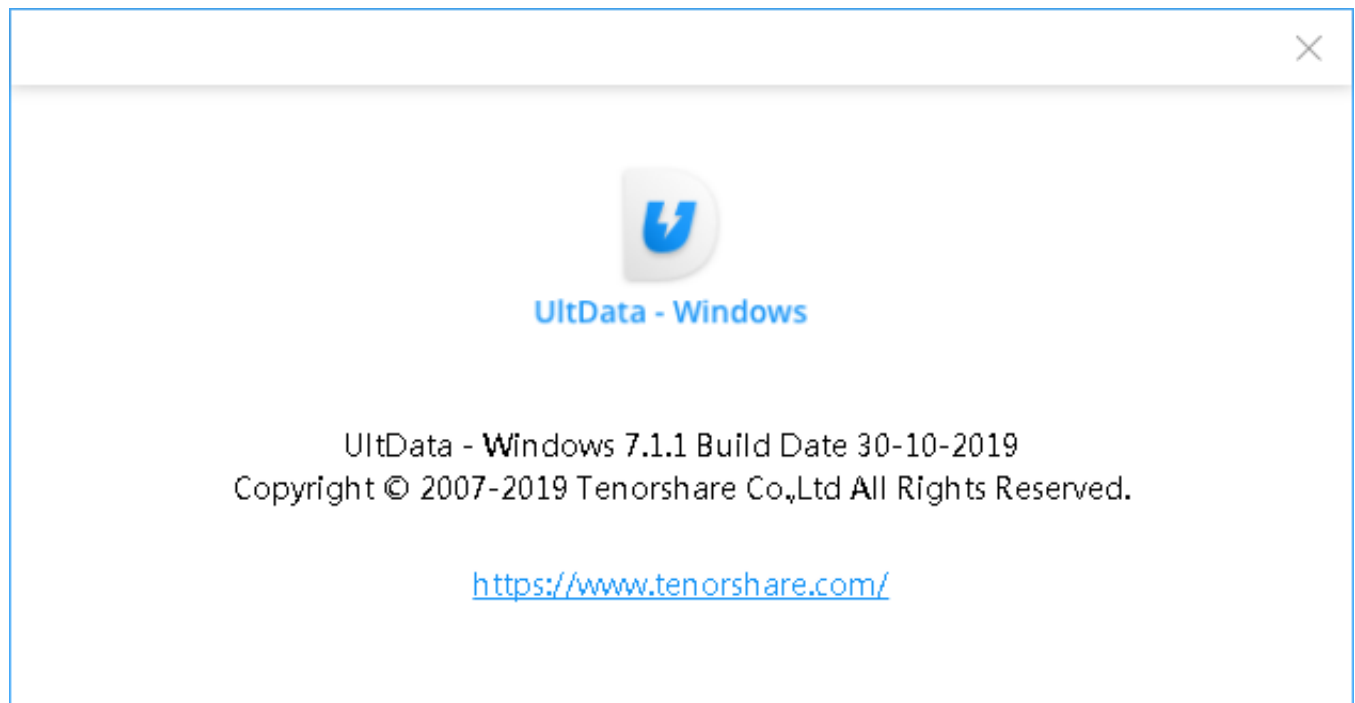 UltData - Windows
UltData - Windows 7.1.1 Build Date 30-10-2019
Copyright © 2007-2019 Tenorshare Co.,Ltd All Rights Reserved.
https://www.tenorshare.com/